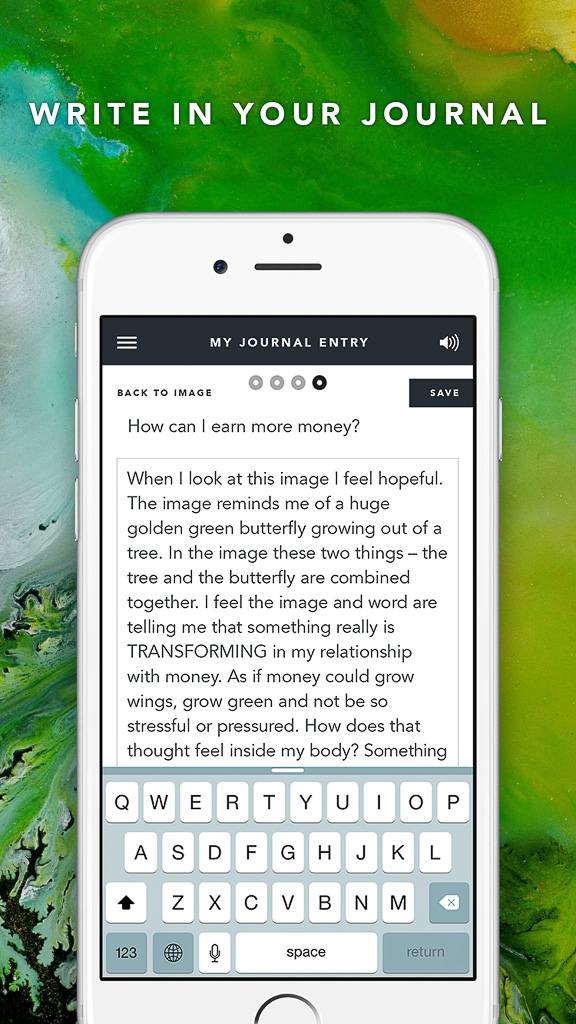 WRITE IN YOUR JOURNAL
MY JOURNAL ENTRY
BACK TO IMAGE
SAVE
How can I earn more money?
When I look at this image I feel hopeful.
The image reminds me of a huge
golden green butterfly growing out of a
tree. In the image these two things – the
tree and the butterfly are combined
together. I feel the image and word are
telling me that something really is
TRANSFORMING in my relationship
with money. As if money could grow
wings, grow green and not be so
stressful or pressured. How does that
thought feel inside my body? Something
Q W E R T Y U I O P
A S D F G H J K L
Z X C V B N M
123 space return